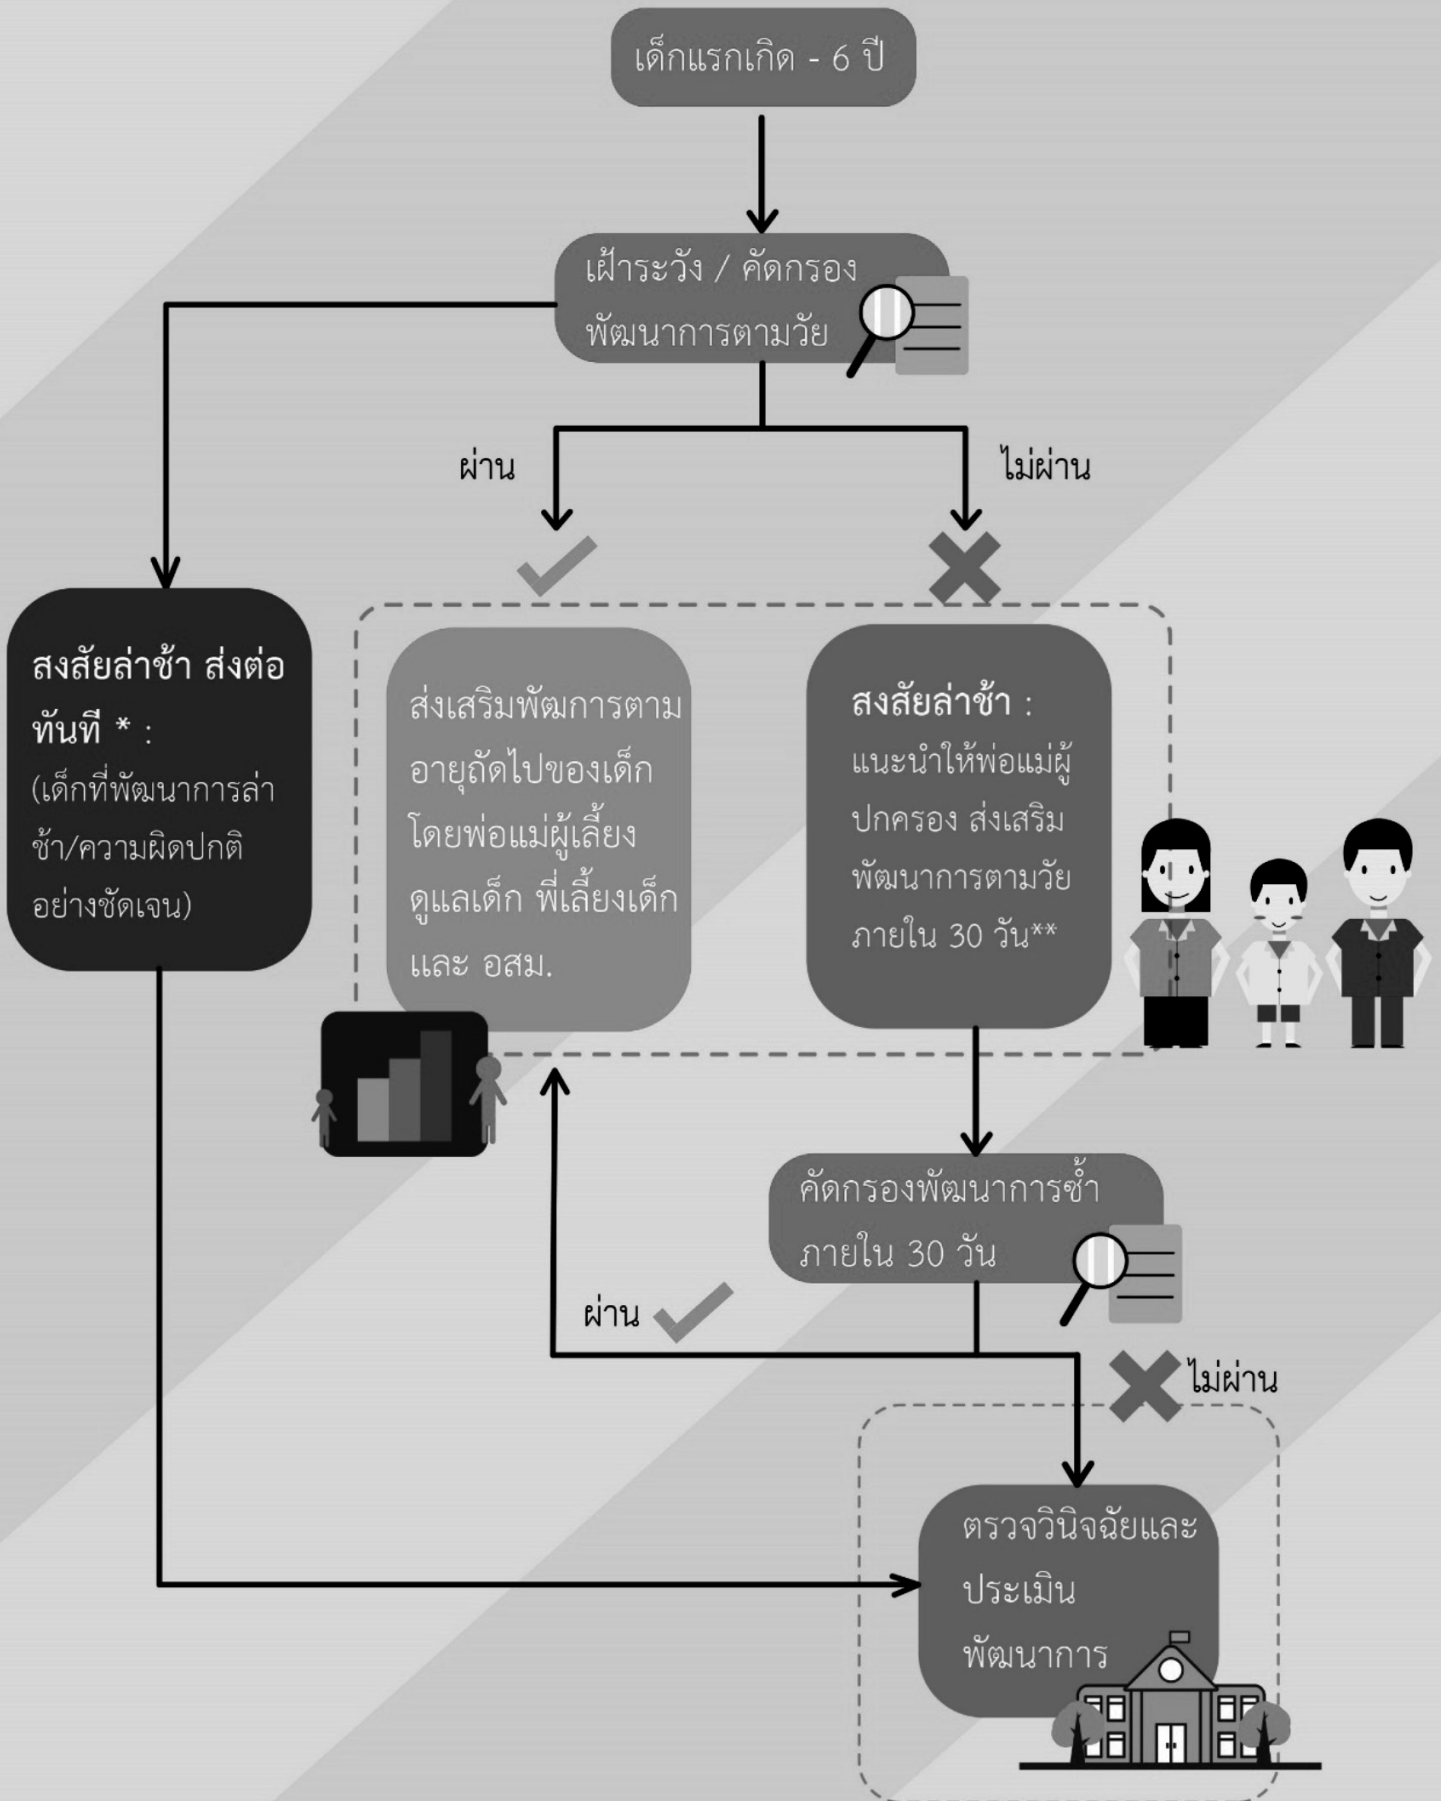 เด็กแรกเกิด - 6 ปี
เฝ้าระวัง / คัดกรอง
พัฒนาการตามวัย
ผ่าน
ไม่ผ่าน
สงสัยล่าช้า ส่งต่อ
ทันที * :
(เด็กที่พัฒนาการล่า
ช้า/ความผิดปกติ
อย่างชัดเจน)
ส่งเสริมพัฒการตาม
อายุถัดไปของเด็ก
โดยพ่อแม่ผู้เลี้ยง
ดูแลเด็ก พี่เลี้ยงเด็ก
และ อสม.
สงสัยล่าช้า :
แนะนำให้พ่อแม่ผู้
ปกครอง ส่งเสริม
พัฒนาการตามวัย
ภายใน 30 วัน**
คัดกรองพัฒนาการซ้ำ
ภายใน 30 วัน
ผ่าน
ไม่ผ่าน
ตรวจวินิจฉัยและ
ประเมิน
พัฒนาการ